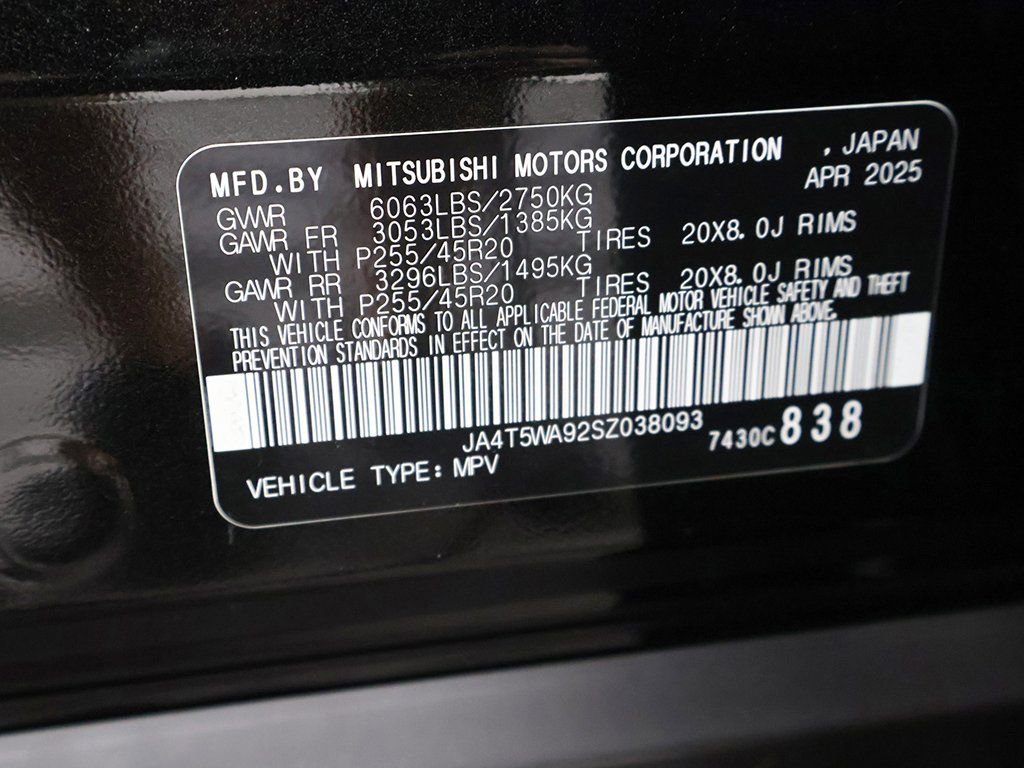 MFD.BY MITSUBISHI MOTORS CORPORATION , JAPAN
APR 2025
GVWR 6063LBS/2750KG
GAWR FR 3053LBS/1385KG
WITH P255/45R20 TIRES 20X8.0J RIMS
GAWR RR 3296LBS/1495KG
WITH P255/45R20 TIRES 20X8.0J RIMS
THIS VEHICLE CONFORMS TO ALL APPLICABLE FEDERAL MOTOR VEHICLE SAFETY AND THEFT
PREVENTION STANDARDS IN EFFECT ON THE DATE OF MANUFACTURE SHOWN ABOVE.
JA4T5WA92SZ038093 7430C 838
VEHICLE TYPE: MPV